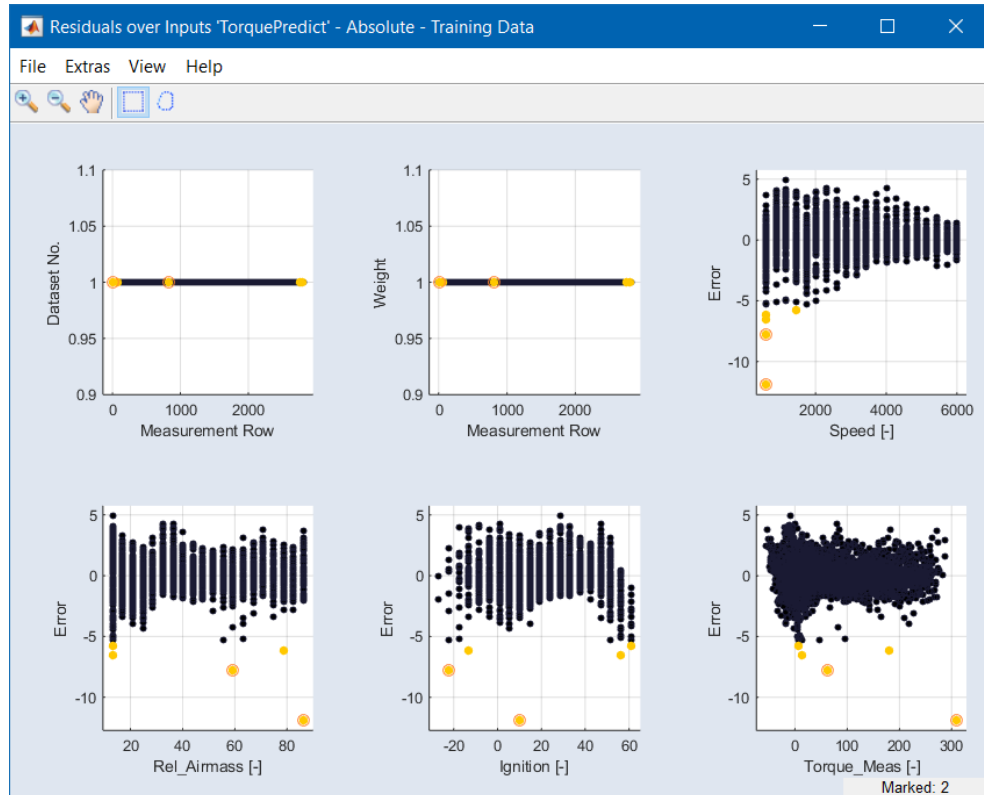 Residuals over Inputs 'TorquePredict' - Absolute - Training Data
File Extras View Help
1.1
1.05
1
0.95
0.9
Dataset No.
0 1000 2000
Measurement Row
1.1
1.05
1
0.95
0.9
Weight
0 1000 2000
Measurement Row
5
0
-5
-10
Error
2000 4000 6000
Speed [-]
5
0
-5
-10
Error
20 40 60 80
Rel_Airmass [-]
5
0
-5
-10
Error
-20 0 20 40 60
Ignition [-]
5
0
-5
-10
Error
0 100 200 300
Torque_Meas [-]
Marked: 2